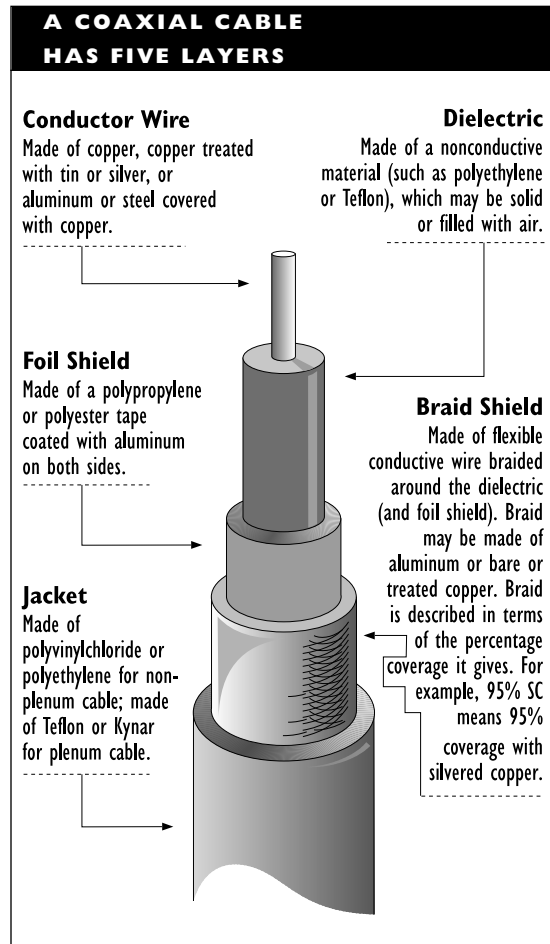 A COAXIAL CABLE
HAS FIVE LAYERS
Conductor Wire
Made of copper, copper treated
with tin or silver, or
aluminum or steel covered
with copper.
Dielectric
Made of a nonconductive
material (such as polyethylene
or Teflon), which may be solid
or filled with air.
Foil Shield
Made of a polypropylene
or polyester tape
coated with aluminum
on both sides.
Braid Shield
Made of flexible
conductive wire braided
around the dielectric
(and foil shield). Braid
may be made of
aluminum or bare or
treated copper. Braid
is described in terms
of the percentage
coverage it gives. For
example, 95% SC
means 95%
coverage with
silvered copper.
Jacket
Made of
polyvinylchloride or
polyethylene for non-
plenum cable; made
of Teflon or Kynar
for plenum cable.